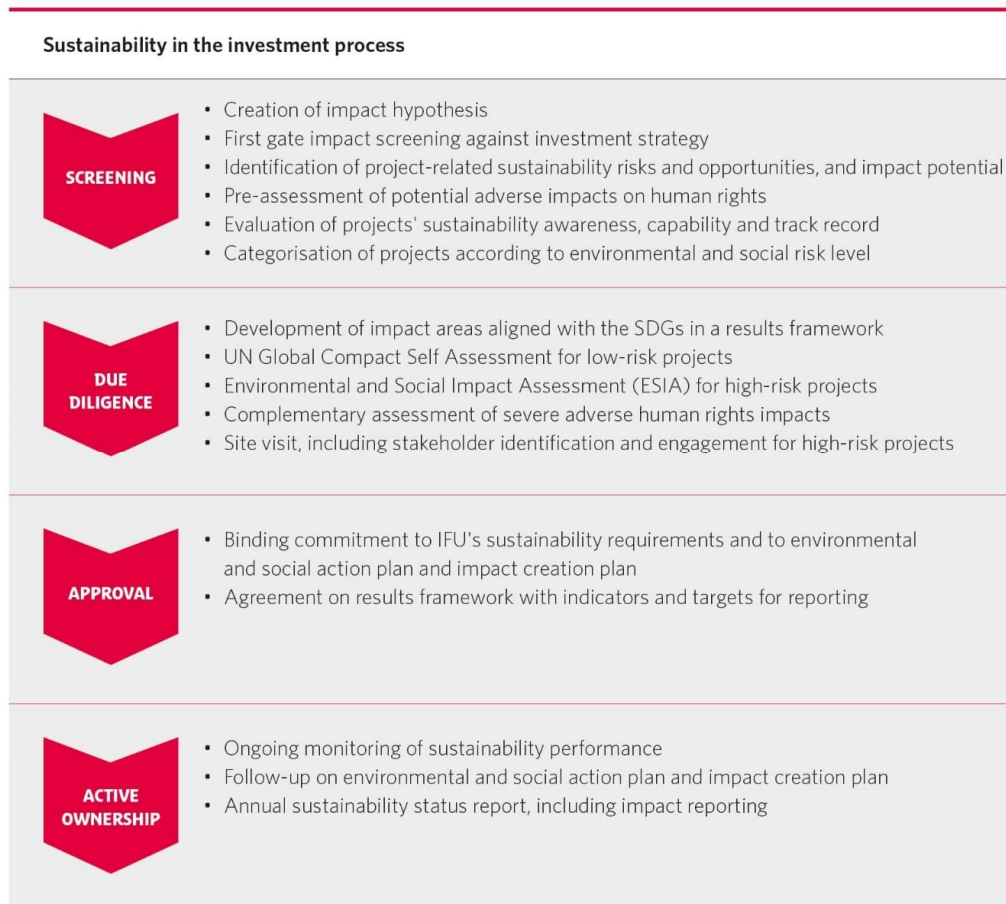 Sustainability in the investment process
SCREENING
• Creation of impact hypothesis
• First gate impact screening against investment strategy
• Identification of project-related sustainability risks and opportunities, and impact potential
• Pre-assessment of potential adverse impacts on human rights
• Evaluation of projects' sustainability awareness, capability and track record
• Categorisation of projects according to environmental and social risk level
DUE
DILIGENCE
• Development of impact areas aligned with the SDGs in a results framework
• UN Global Compact Self Assessment for low-risk projects
• Environmental and Social Impact Assessment (ESIA) for high-risk projects
• Complementary assessment of severe adverse human rights impacts
• Site visit, including stakeholder identification and engagement for high-risk projects
APPROVAL
• Binding commitment to IFU's sustainability requirements and to environmental
and social action plan and impact creation plan
• Agreement on results framework with indicators and targets for reporting
ACTIVE
OWNERSHIP
• Ongoing monitoring of sustainability performance
• Follow-up on environmental and social action plan and impact creation plan
• Annual sustainability status report, including impact reporting